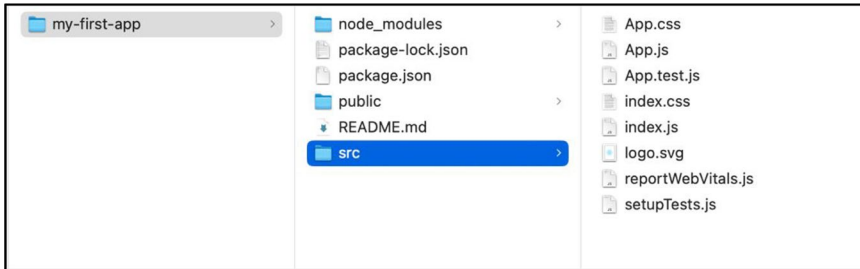 my-first-app
node_modules
package-lock.json
package.json
public
README.md
src
App.css
App.js
App.test.js
index.css
index.js
logo.svg
reportWebVitals.js
setupTests.js